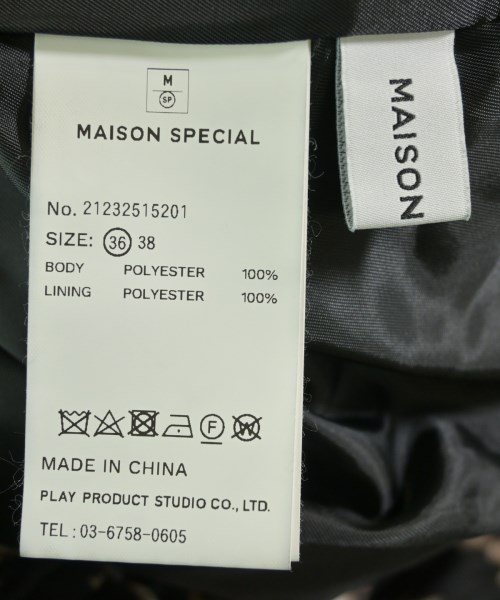 M
SP
MAISON SPECIAL
No. 21232515201
SIZE: 36 38
BODY POLYESTER 100%
LINING POLYESTER 100%
F W
MADE IN CHINA
PLAY PRODUCT STUDIO CO., LTD.
TEL : 03-6758-0605
MAISON